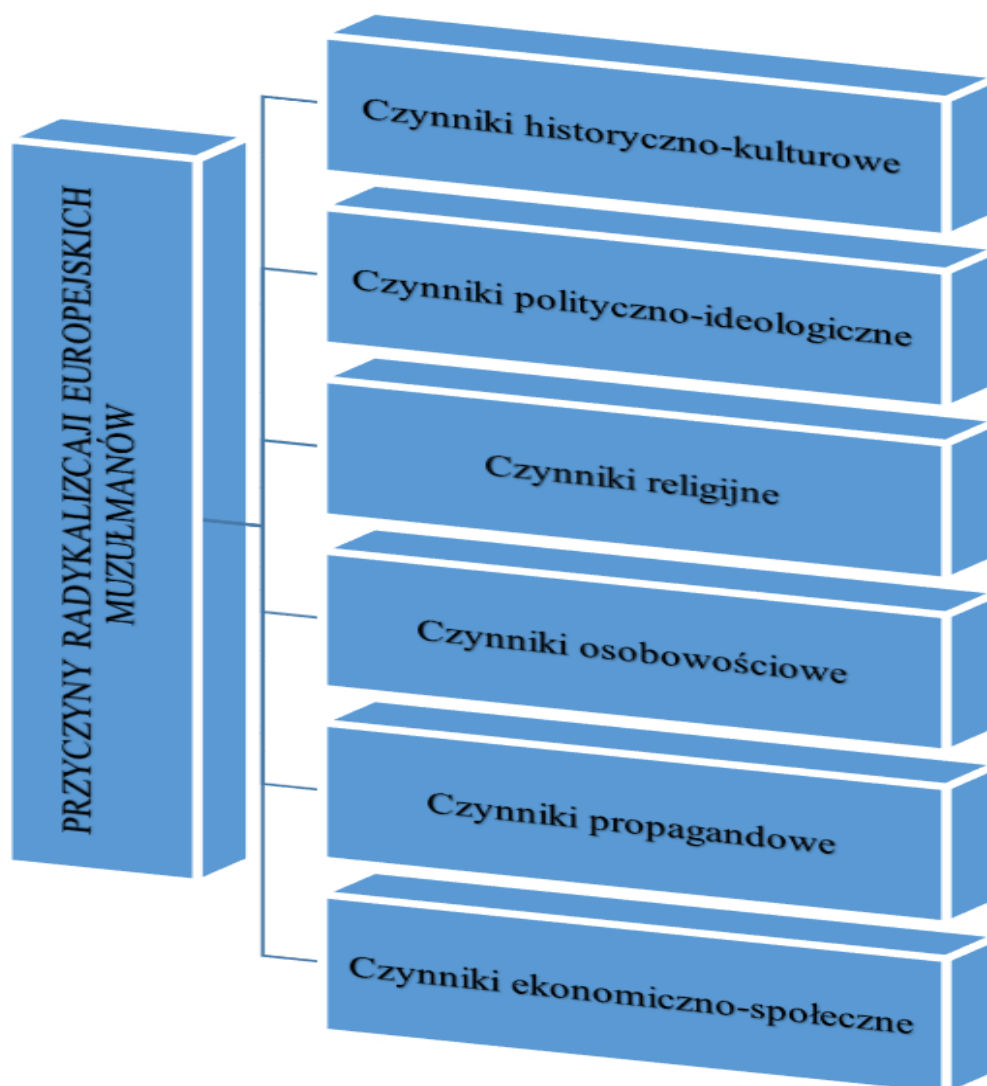 PRZYCZYNY RADYKALIZCAJI EUROPEJSKICH
MUZUŁMANÓW
Czynniki historyczno-kulturowe
Czynniki polityczno-ideologiczne
Czynniki religijne
Czynniki osobowościowe
Czynniki propagandowe
Czynniki ekonomiczno-społeczne